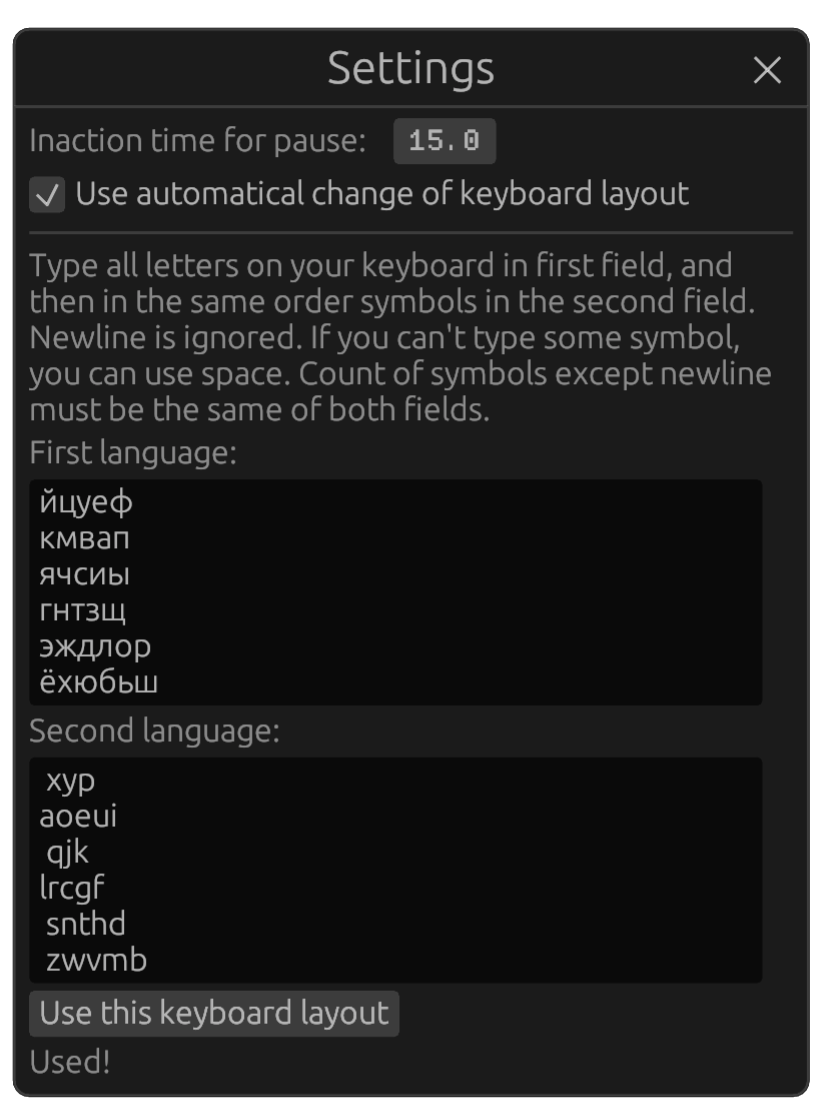 Settings
Inaction time for pause: 15.0
Use automatical change of keyboard layout
Type all letters on your keyboard in first field, and
then in the same order symbols in the second field.
Newline is ignored. If you can't type some symbol,
you can use space. Count of symbols except newline
must be the same of both fields.
First language:
йцуеф
кмвап
ячсиы
гнтзщ
эждлор
ёхюбьш
Second language:
 xyp
aoeui
 qjk
lrcgf
 snthd
 zwvmb
Use this keyboard layout
Used!